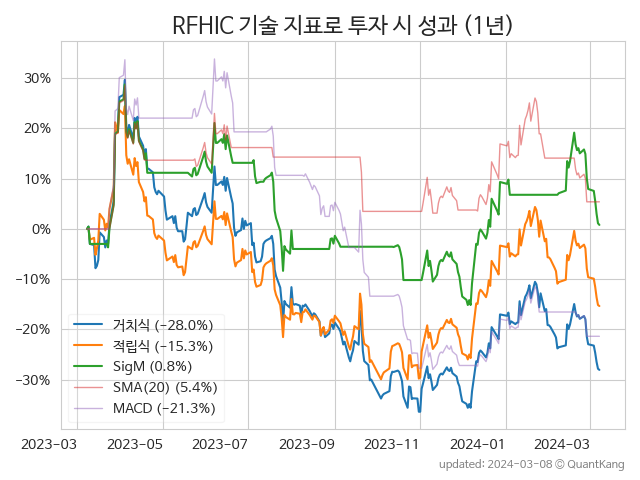 RFHIC 기술 지표로 투자 시 성과 (1년)
30%
20%
10%
0%
−10%
−20%
−30%
거치식 (−28.0%)
적립식 (−15.3%)
SigM (0.8%)
SMA(20) (5.4%)
MACD (−21.3%)
2023−03 2023−05 2023−07 2023−09 2023−11 2024−01 2024−03
updated: 2024−03−08 ⓒ QuantKang